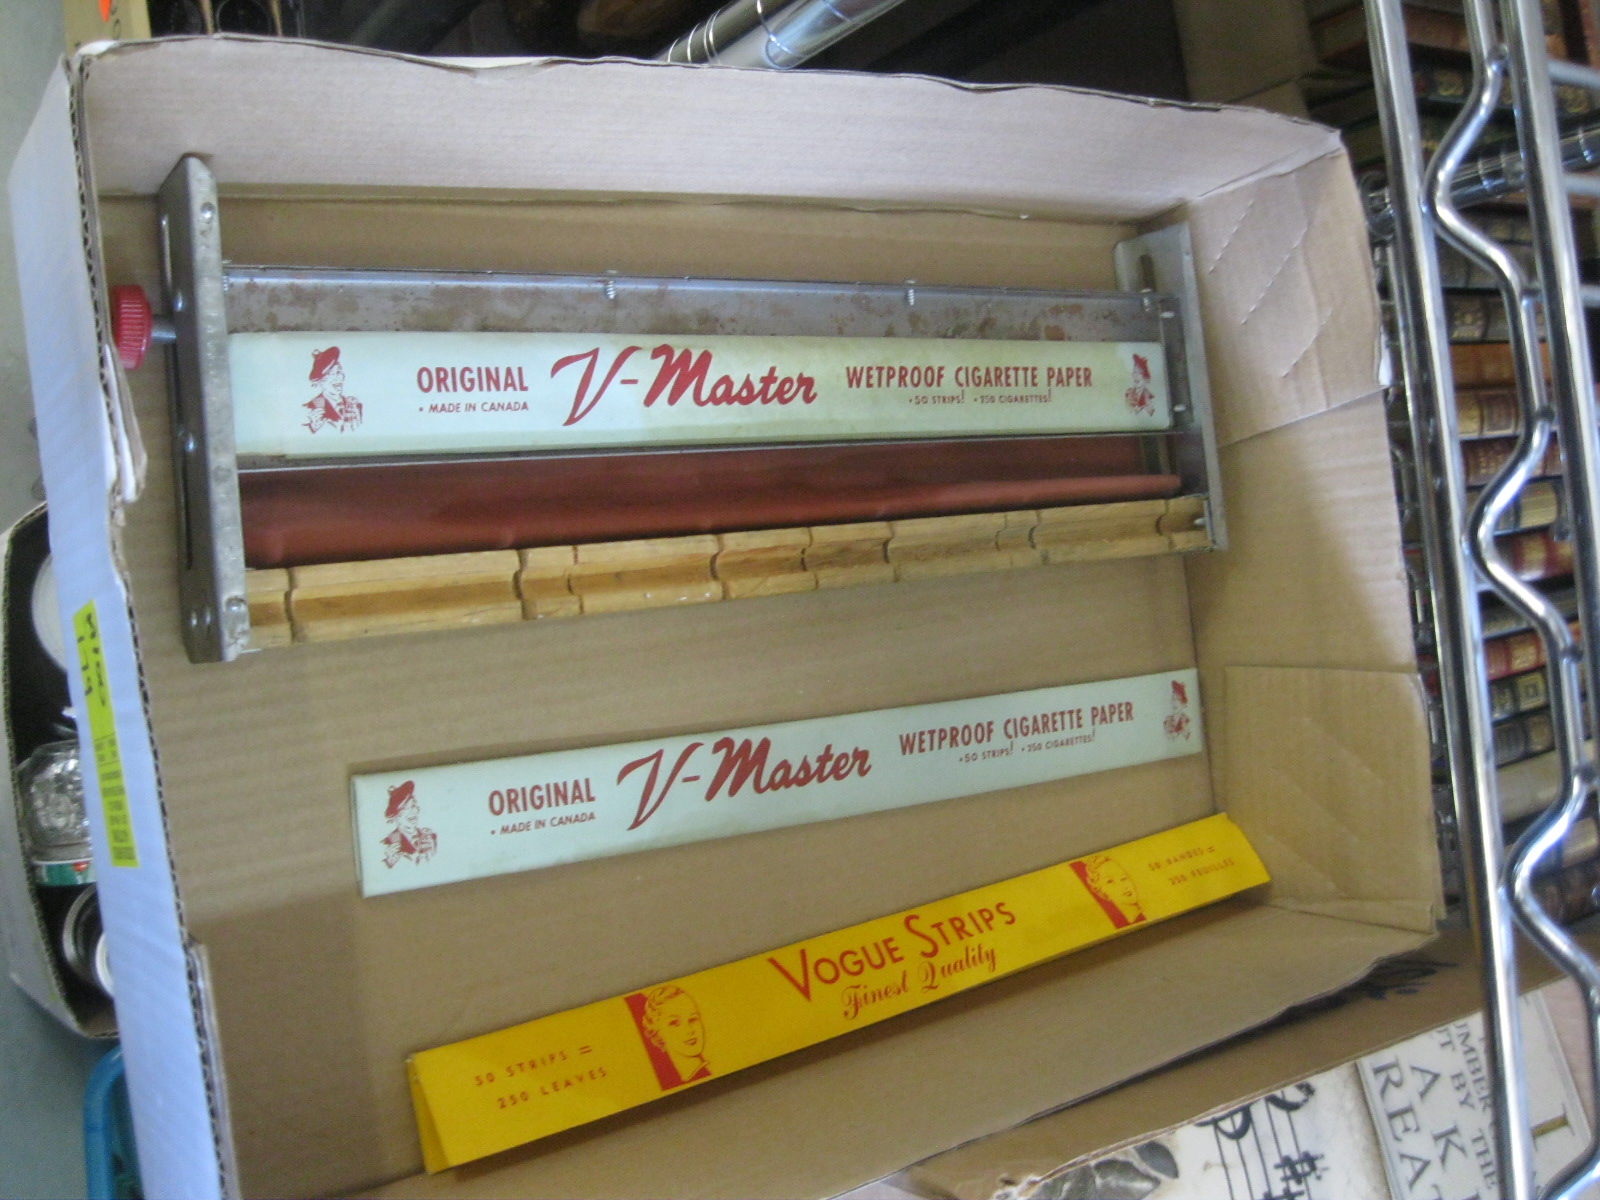 ORIGINAL V-Master WETPROOF CIGARETTE PAPER
• MADE IN CANADA • 50 STRIPS! • 250 CIGARETTES!
ORIGINAL V-Master WETPROOF CIGARETTE PAPER
• MADE IN CANADA • 50 STRIPS! • 250 CIGARETTES!
50 STRIPS =
250 LEAVES
VOGUE STRIPS
Finest Quality
50 BANDES =
250 FEUILLES